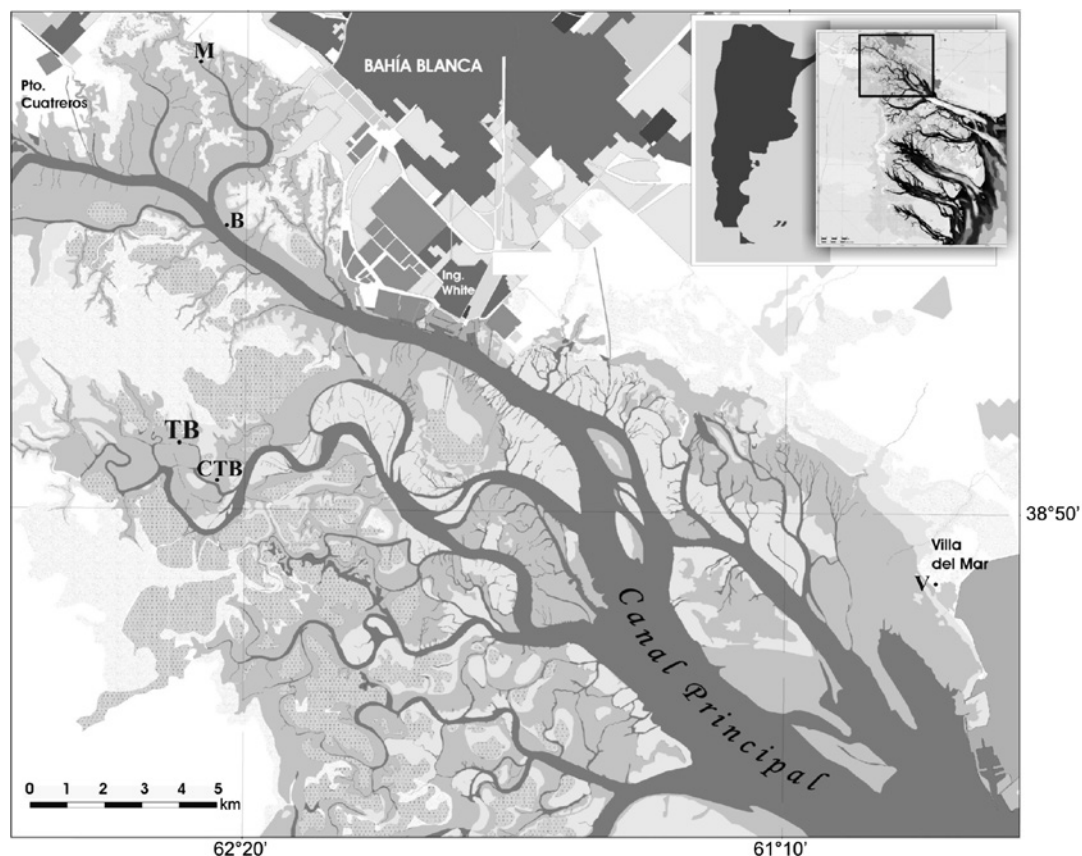 M
BAHÍA BLANCA
Pto.
Cuatreros
B
Ing.
White
TB
CTB
38°50'
Villa
del Mar
V
Canal Principal
0 1 2 3 4 5
km
62°20'
61°10'